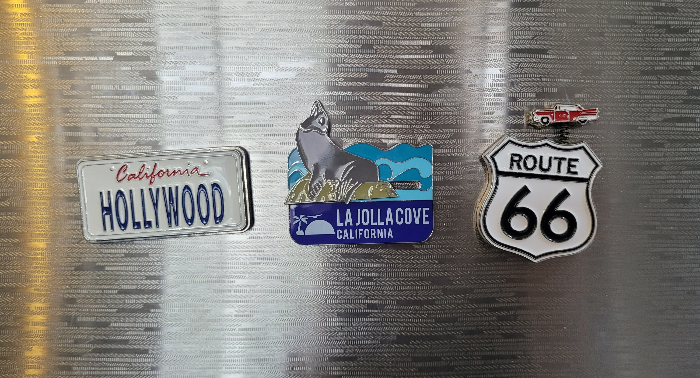 California
HOLLYWOOD
LA JOLLA COVE
CALIFORNIA
ROUTE
66